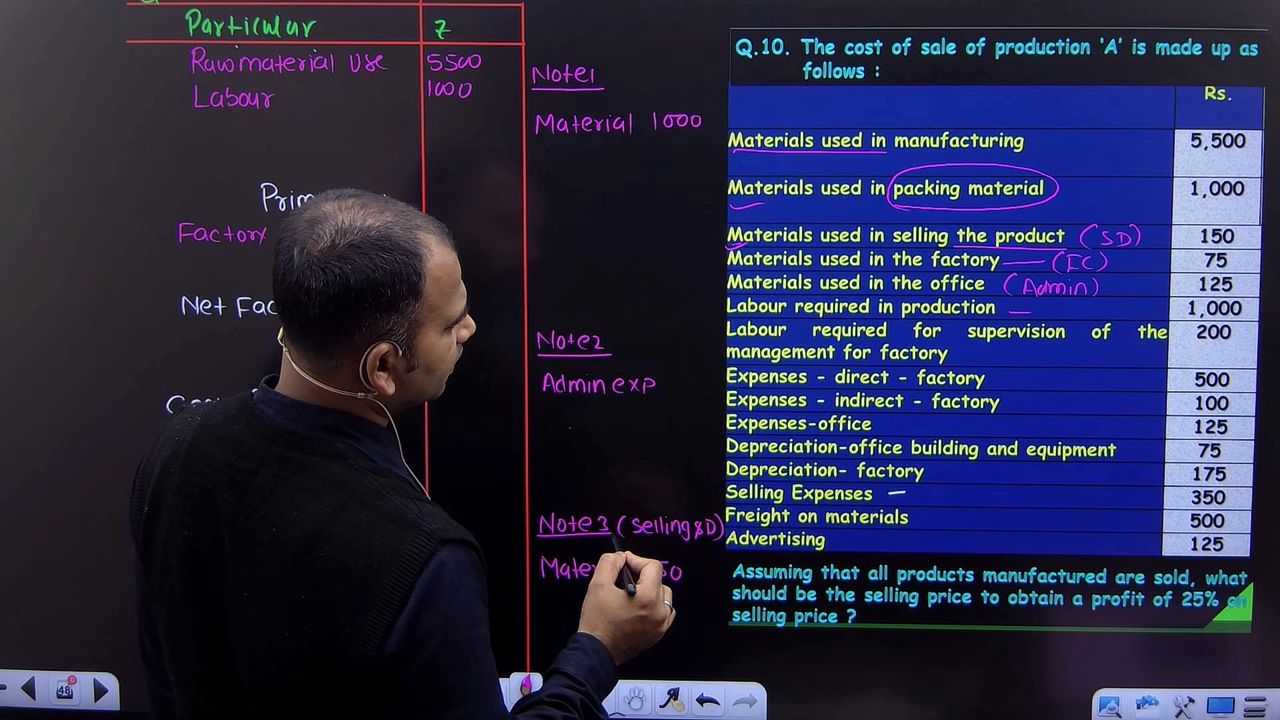 Particular ₹
Raw material Use 5500
Labour 1000
Factory
Net Fac
Note1
Material 1000
Note2
Admin exp
Note3 (Selling & D)
Q.10. The cost of sale of production 'A' is made up as
follows :
Rs.
Materials used in manufacturing 5,500
Materials used in packing material 1,000
Materials used in selling the product (SD) 150
Materials used in the factory — (FC) 75
Materials used in the office (Admin) 125
Labour required in production — 1,000
Labour required for supervision of the 200
management for factory
Expenses - direct - factory 500
Expenses - indirect - factory 100
Expenses-office 125
Depreciation-office building and equipment 75
Depreciation- factory 175
Selling Expenses — 350
Freight on materials 500
Advertising 125
Assuming that all products manufactured are sold, what
should be the selling price to obtain a profit of 25% on
selling price ?
48